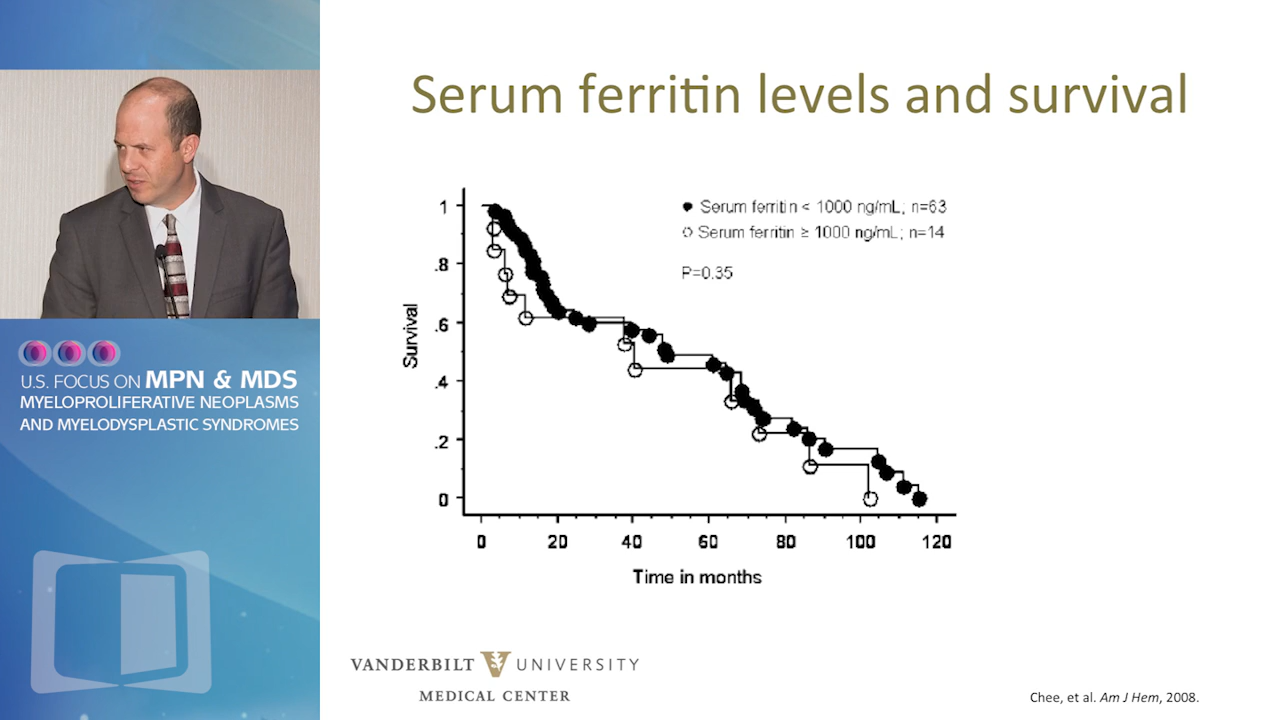 Serum ferritin levels and survival
Serum ferritin < 1000 ng/mL; n=63
Serum ferritin ≥ 1000 ng/mL; n=14
P=0.35
Survival
1
.8
.6
.4
.2
0
0 20 40 60 80 100 120
Time in months
U.S. FOCUS ON MPN & MDS
MYELOPROLIFERATIVE NEOPLASMS
AND MYELODYSPLASTIC SYNDROMES
VANDERBILT UNIVERSITY
MEDICAL CENTER
Chee, et al. Am J Hem, 2008.